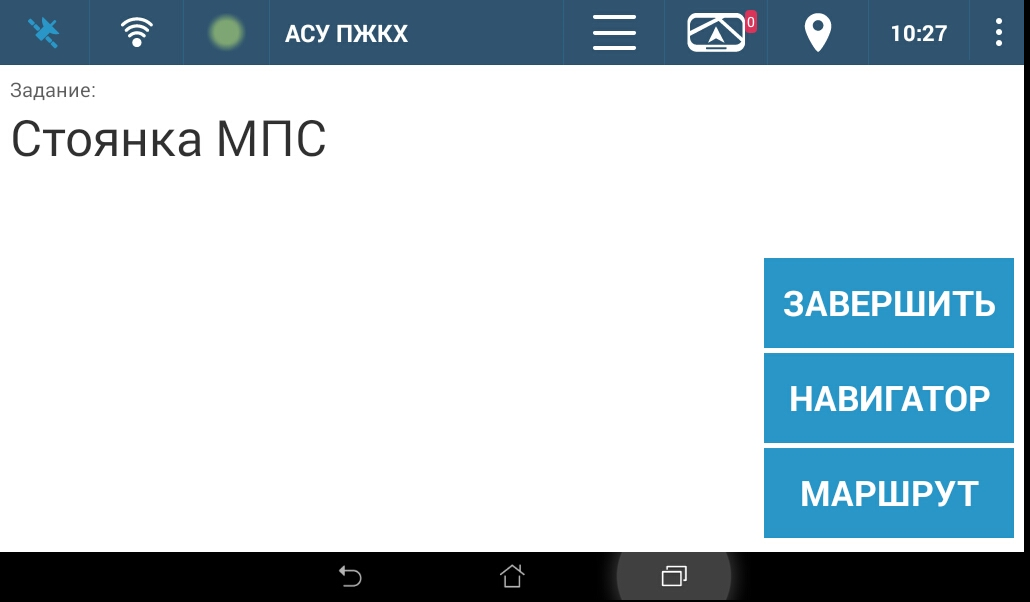 АСУ ПЖКХ
0
10:27
Задание:
Стоянка МПС
ЗАВЕРШИТЬ
НАВИГАТОР
МАРШРУТ